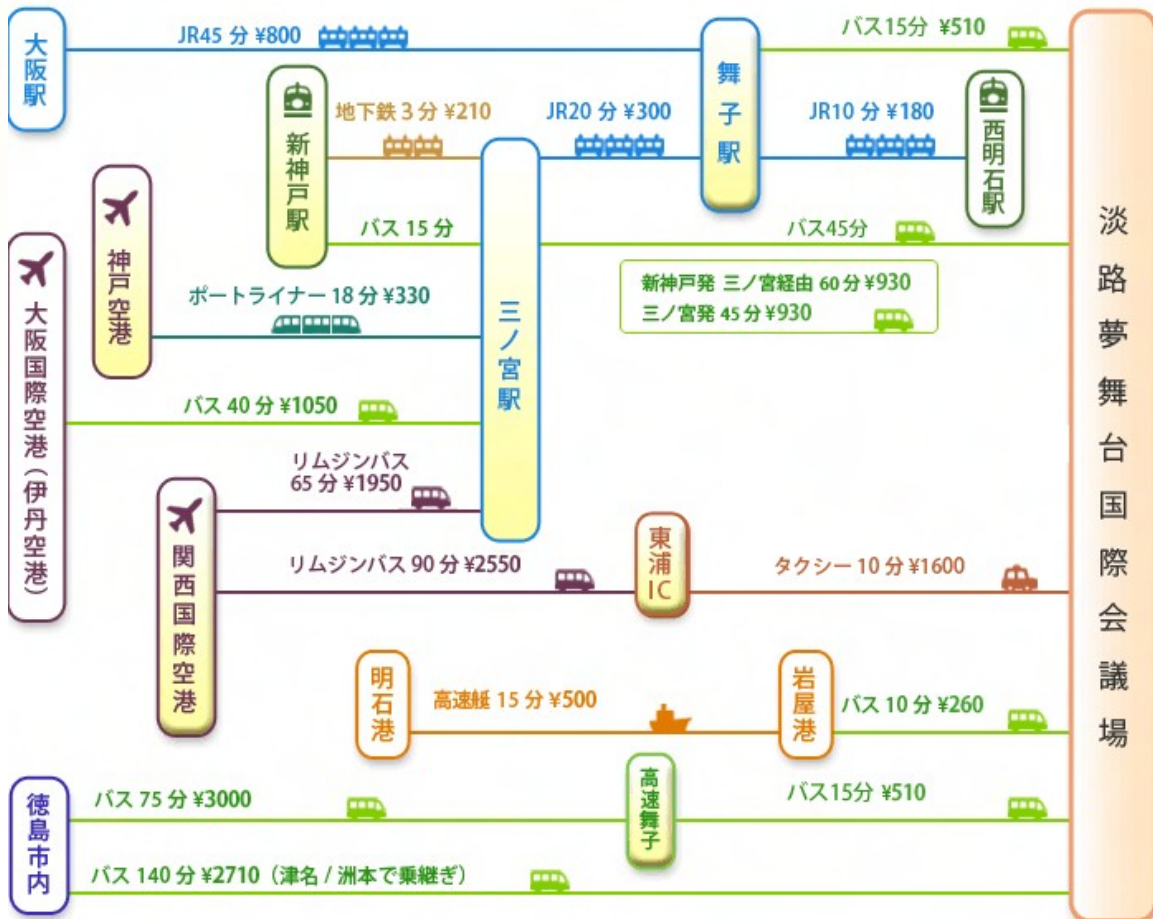 大阪駅
JR45 分 ¥800
舞子駅
バス15分 ¥510
新神戸駅
地下鉄 3 分 ¥210
JR20 分 ¥300
JR10 分 ¥180
西明石駅
淡路夢舞台国際会議場
神戸空港
三ノ宮駅
バス 15 分
バス45分
大阪国際空港(伊丹空港)
ポートライナー 18 分 ¥330
新神戸発 三ノ宮経由 60 分 ¥930
三ノ宮発 45 分 ¥930
バス 40 分 ¥1050
リムジンバス
65 分 ¥1950
関西国際空港
リムジンバス 90 分 ¥2550
東浦IC
タクシー 10 分 ¥1600
明石港
高速艇 15 分 ¥500
岩屋港
バス 10 分 ¥260
徳島市内
バス 75 分 ¥3000
高速舞子
バス15分 ¥510
バス 140 分 ¥2710(津名 / 洲本で乗継ぎ)